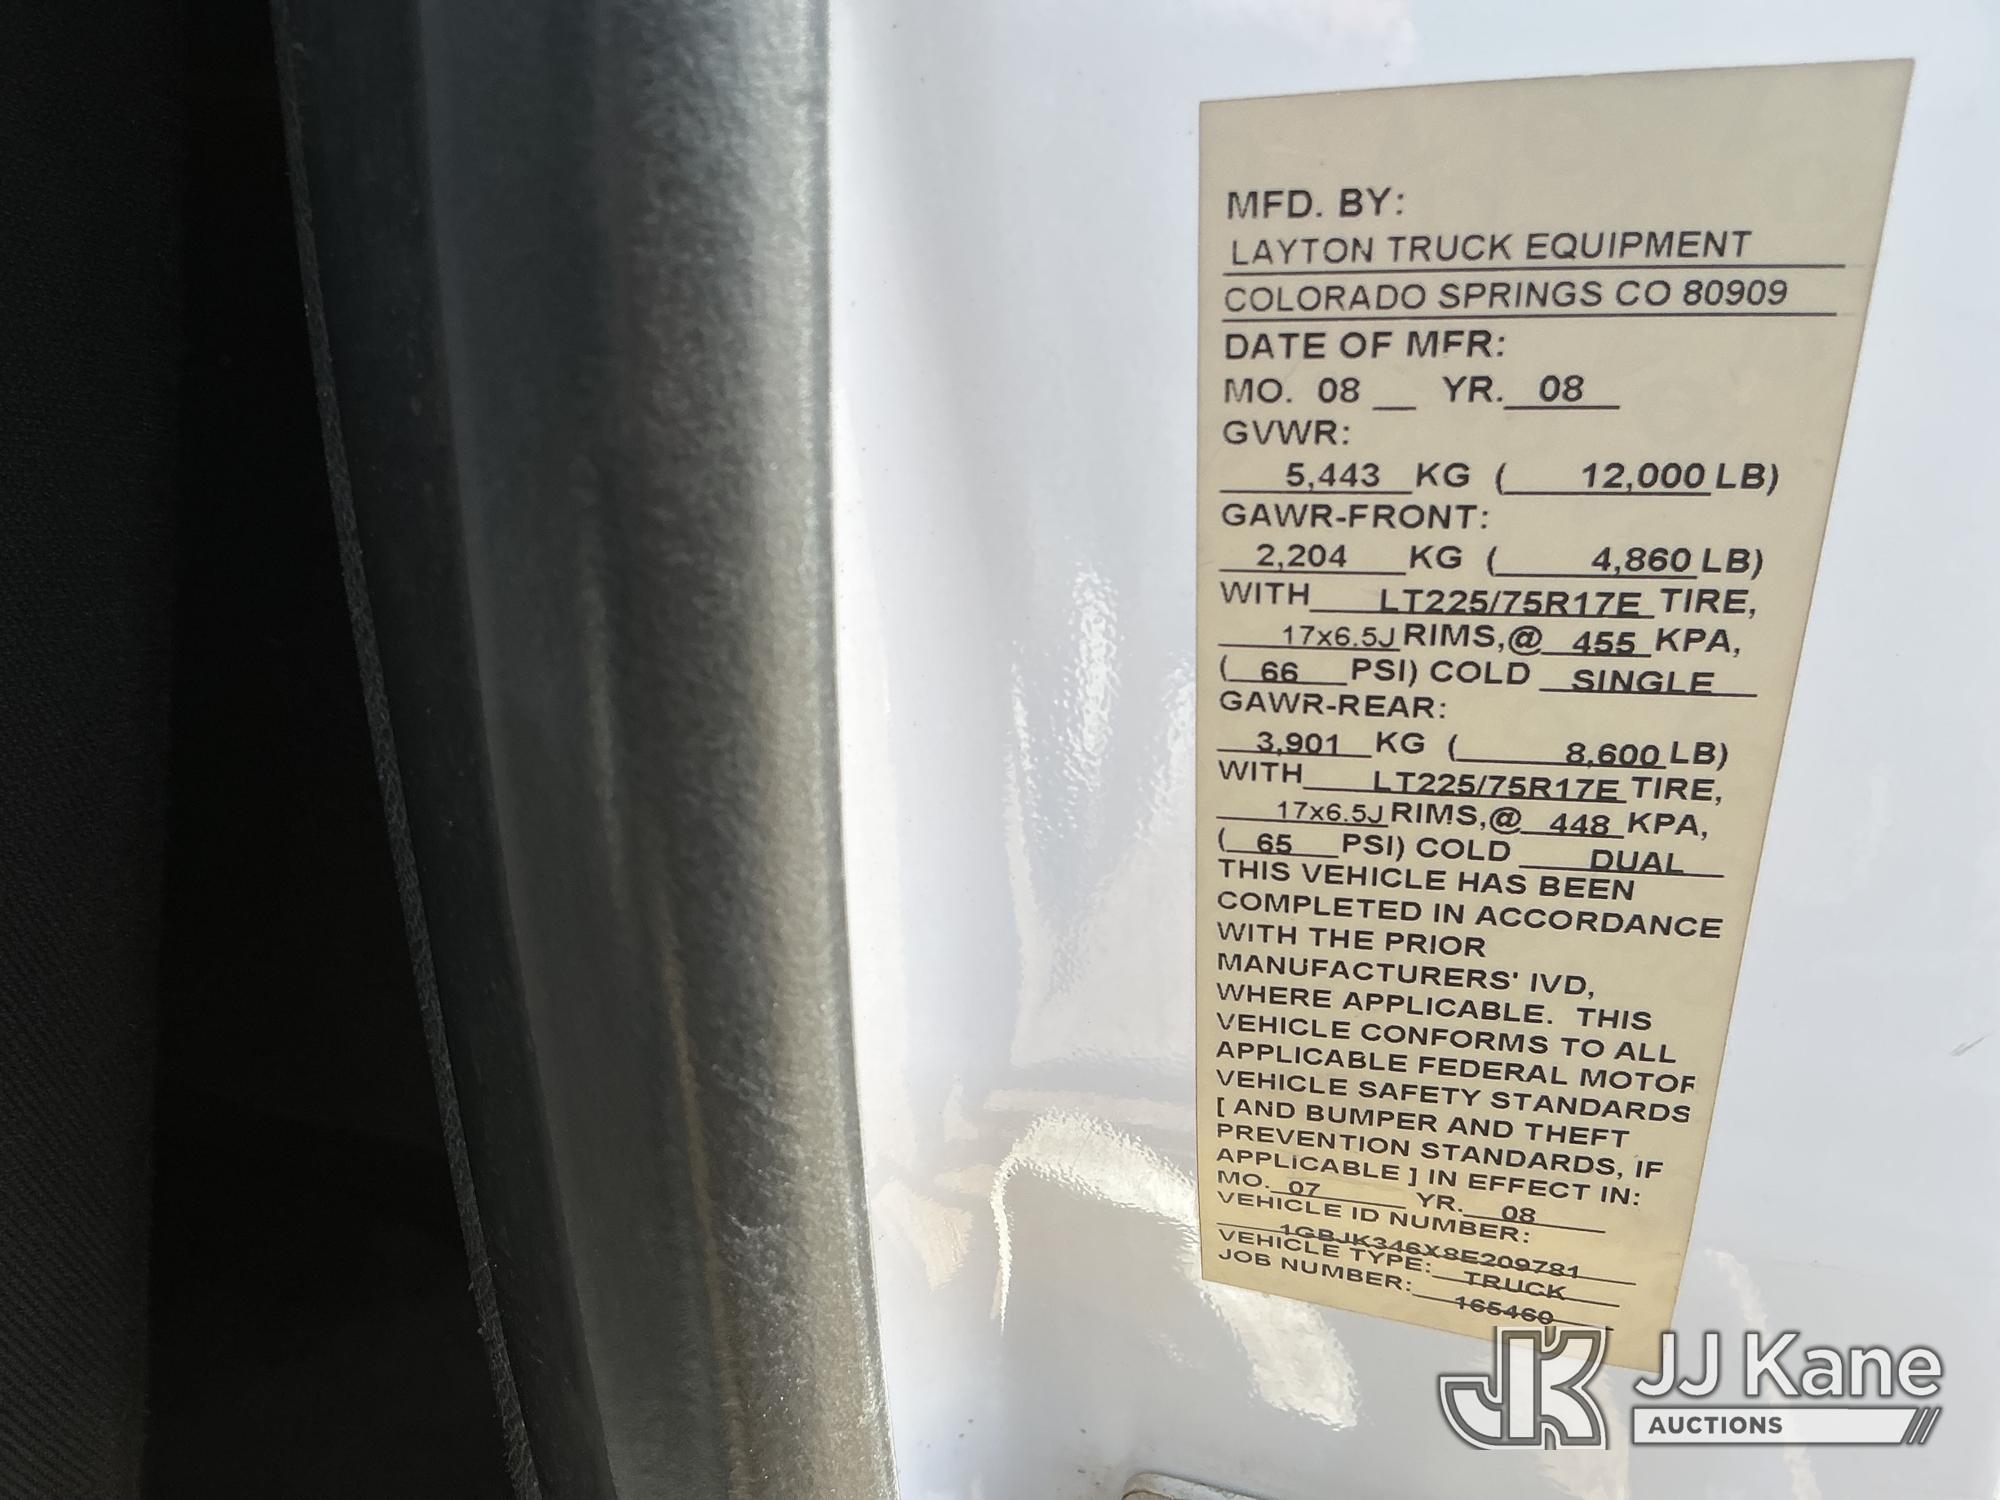 MFD. BY:
LAYTON TRUCK EQUIPMENT
COLORADO SPRINGS CO 80909
DATE OF MFR:
MO. 08 YR. 08
GVWR:
5,443 KG ( 12,000 LB)
GAWR-FRONT:
2,204 KG ( 4,860 LB)
WITH LT225/75R17E TIRE,
17x6.5J RIMS,@ 455 KPA,
( 66 PSI) COLD SINGLE
GAWR-REAR:
3,901 KG ( 8,600 LB)
WITH LT225/75R17E TIRE,
17x6.5J RIMS,@ 448 KPA,
( 65 PSI) COLD DUAL
THIS VEHICLE HAS BEEN
COMPLETED IN ACCORDANCE
WITH THE PRIOR
MANUFACTURERS' IVD,
WHERE APPLICABLE. THIS
VEHICLE CONFORMS TO ALL
APPLICABLE FEDERAL MOTOR
VEHICLE SAFETY STANDARDS
[ AND BUMPER AND THEFT
PREVENTION STANDARDS, IF
APPLICABLE ] IN EFFECT IN:
MO. 07 YR. 08
VEHICLE ID NUMBER:
1GBJK346X8E209781
VEHICLE TYPE: TRUCK
JOB NUMBER: 165460
JK JJ Kane
AUCTIONS